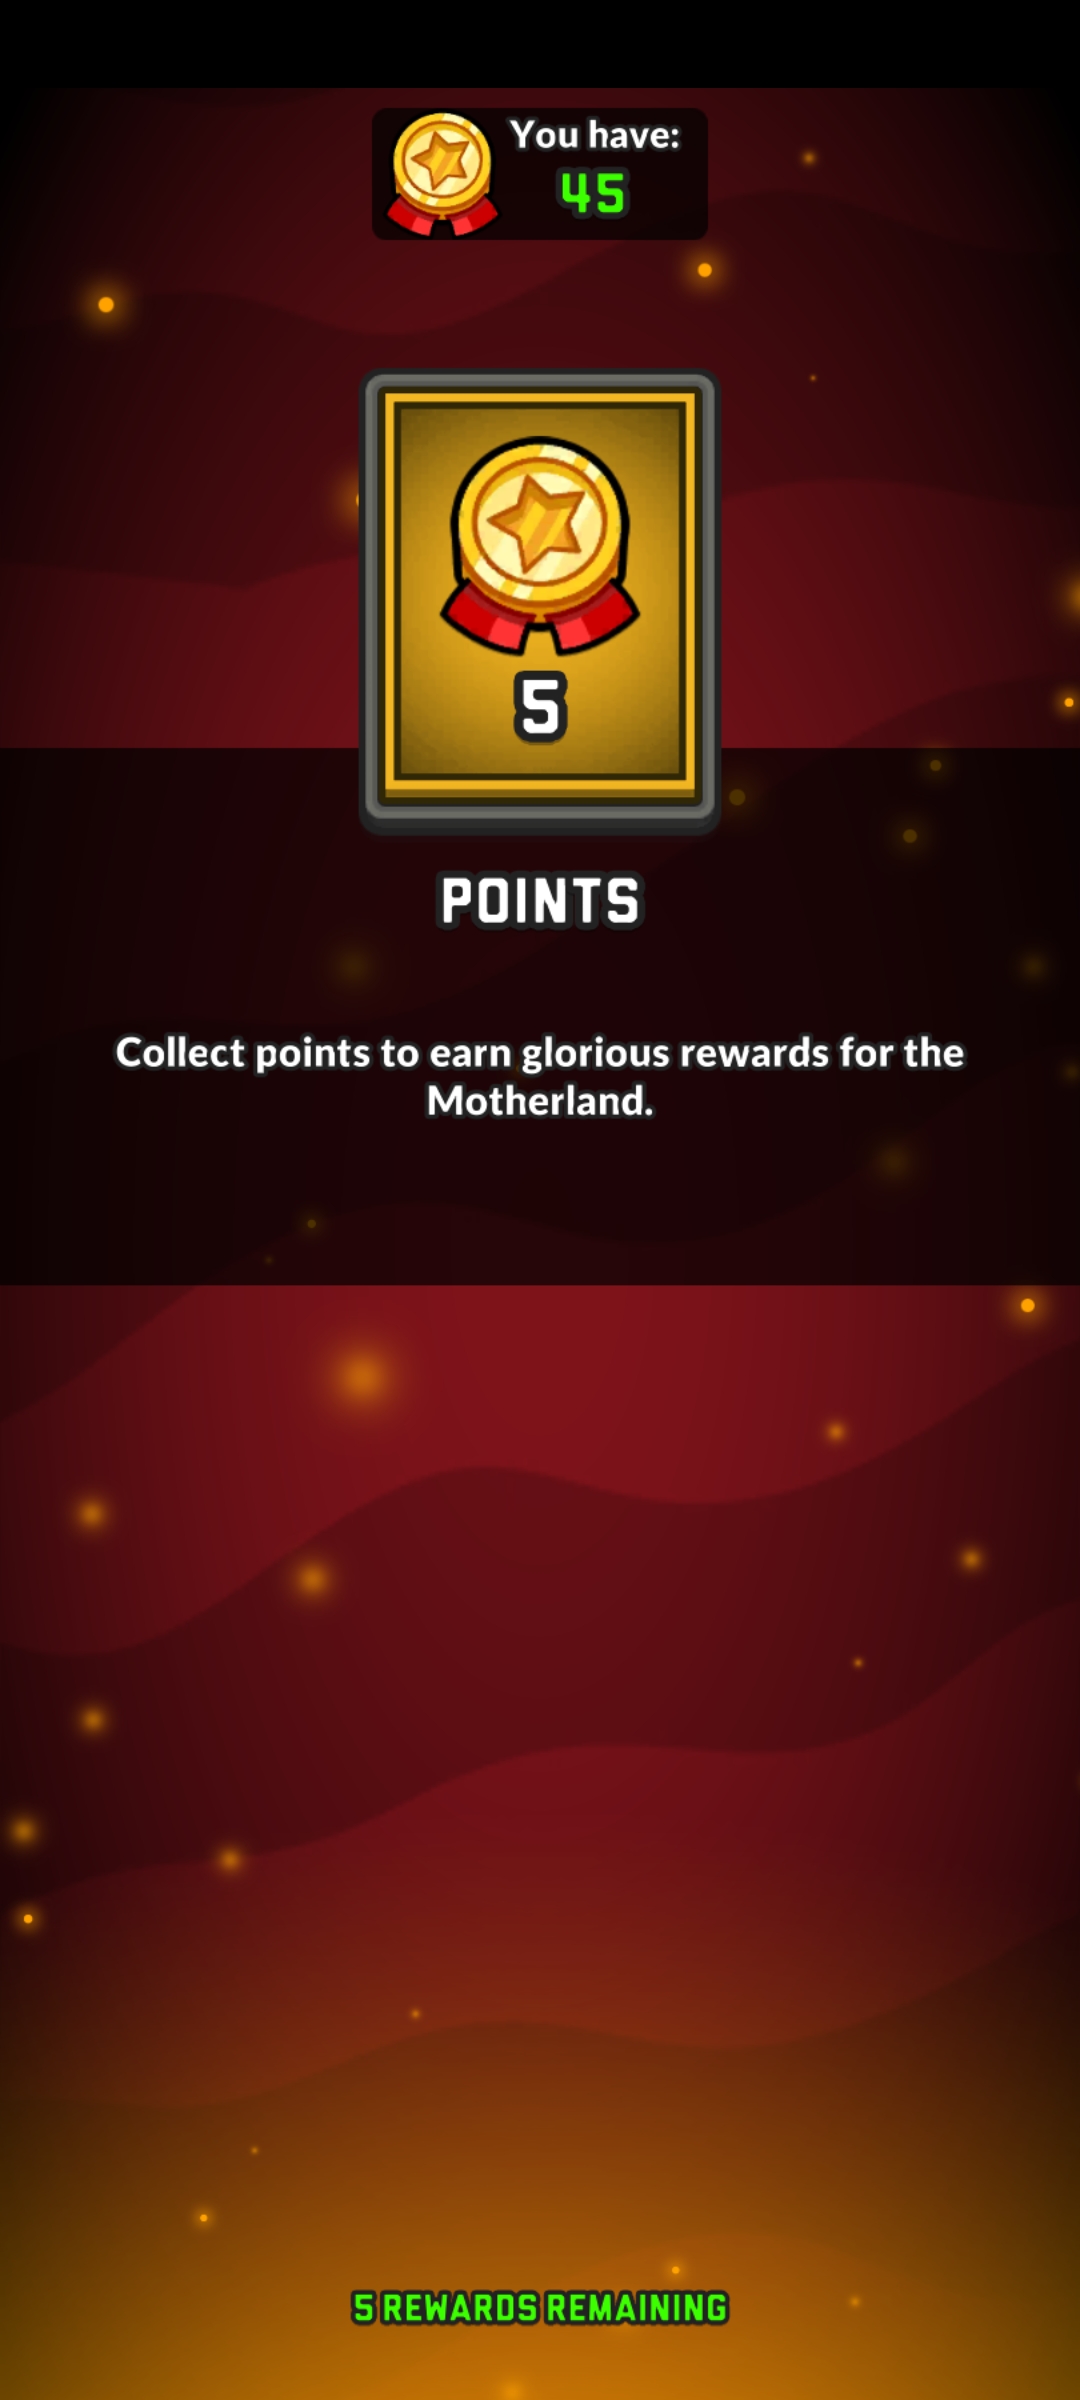 You have:
45
5
POINTS
Collect points to earn glorious rewards for the
Motherland.
5 REWARDS REMAINING